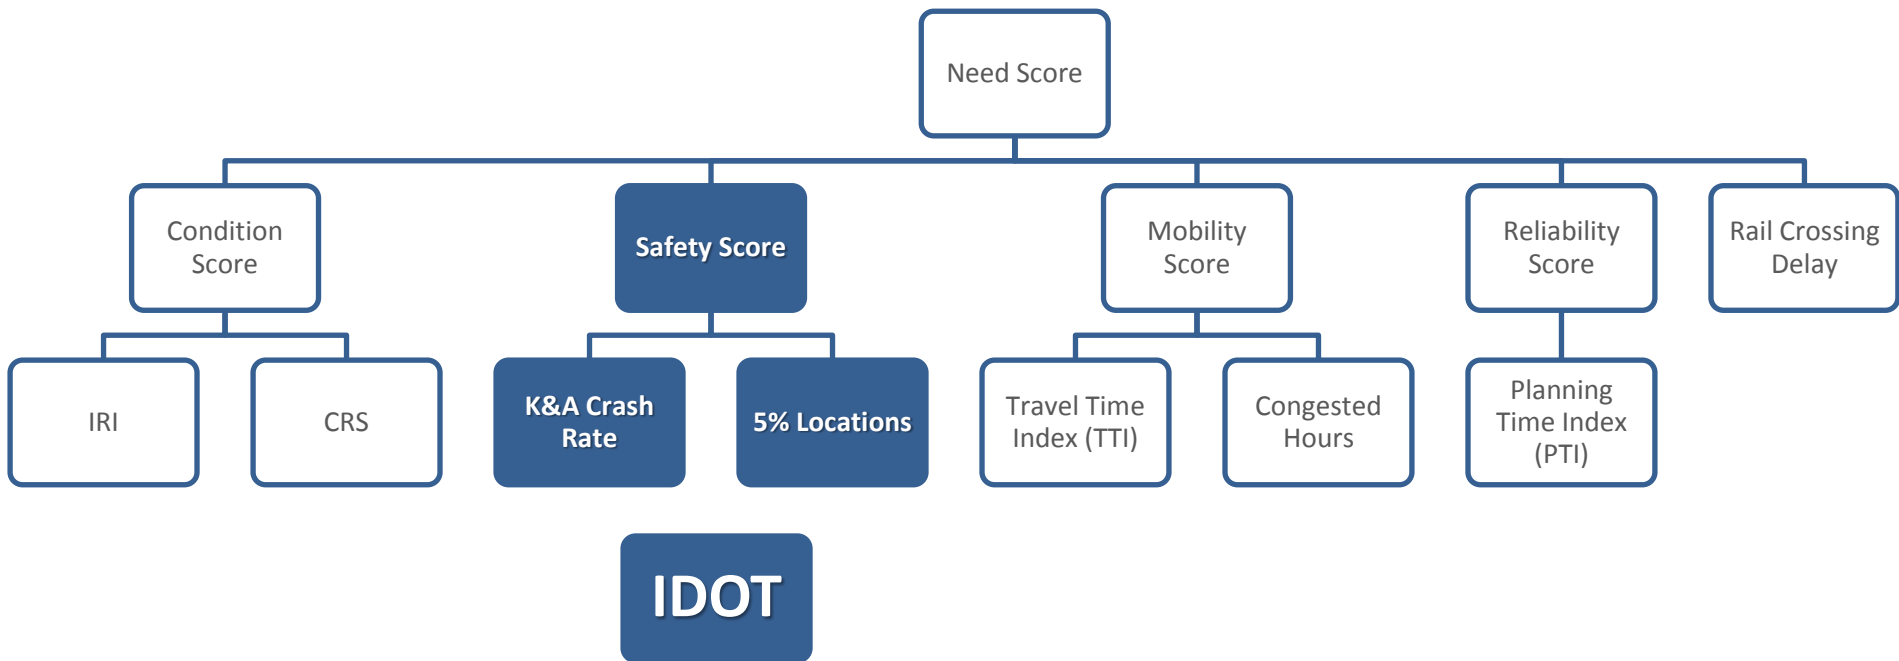 Need Score
Condition
Score
Safety Score
Mobility
Score
Reliability
Score
Rail Crossing
Delay
IRI
CRS
K&A Crash
Rate
5% Locations
Travel Time
Index (TTI)
Congested
Hours
Planning
Time Index
(PTI)
IDOT